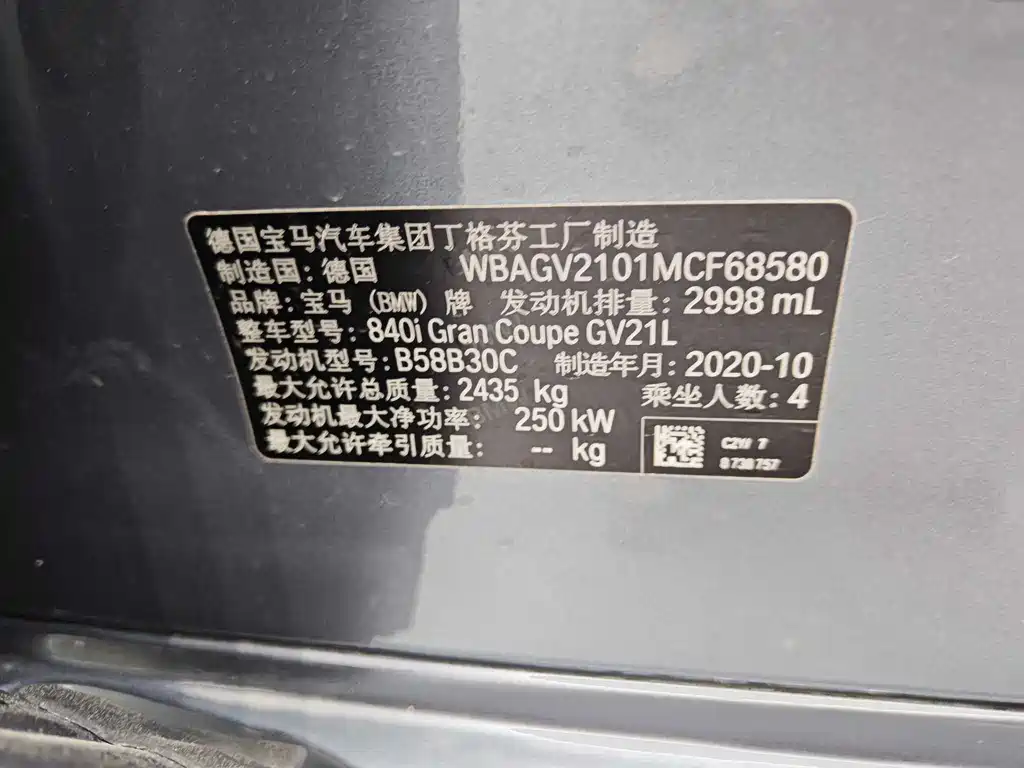 德国宝马汽车集团丁格芬工厂制造
制造国：德国 WBAGV2101MCF68580
品牌：宝马（BMW）牌 发动机排量：2998 mL
整车型号：840i Gran Coupe GV21L
发动机型号：B58B30C 制造年月：2020-10
最大允许总质量：2435 kg 乘坐人数：4
发动机最大净功率： 250 kW
最大允许牵引质量： -- kg
7
8738757